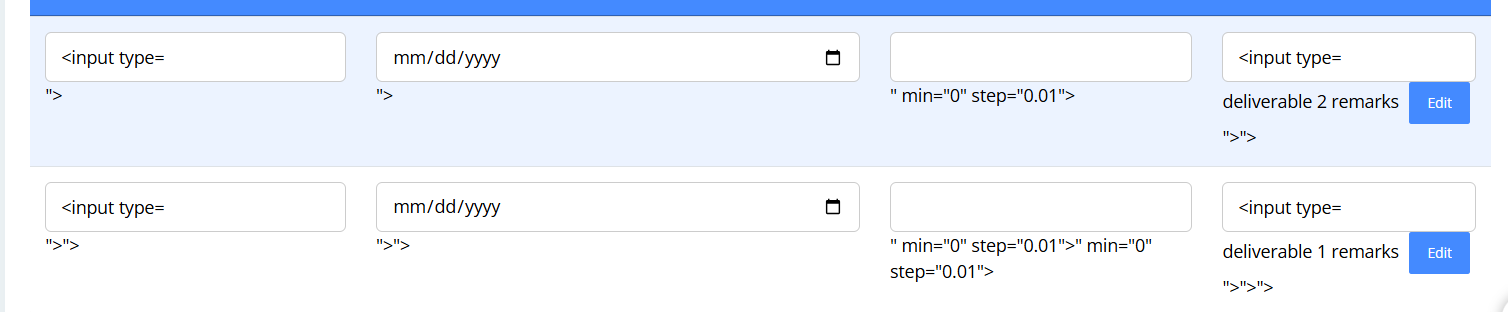 <input type=
mm/dd/yyyy
<input type=
">
">
" min="0" step="0.01">
deliverable 2 remarks
Edit
">">
<input type=
mm/dd/yyyy
<input type=
">">
">">
" min="0" step="0.01">" min="0"
step="0.01">
deliverable 1 remarks
Edit
">">">